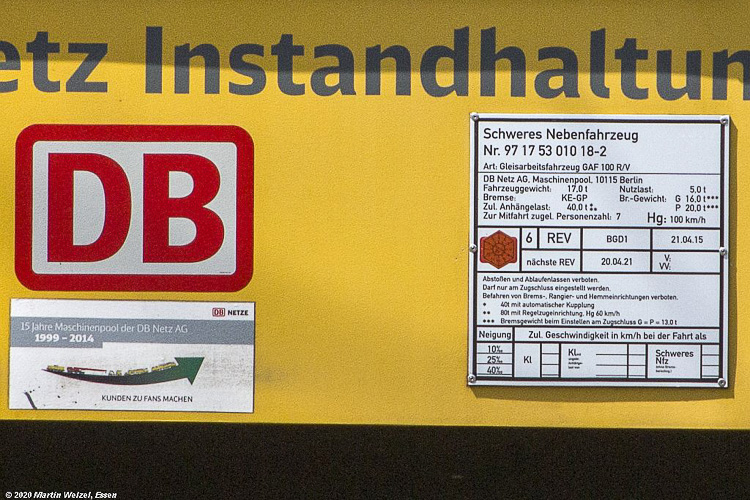 etz Instandhaltun
DB
DB NETZE
15 Jahre Maschinenpool der DB Netz AG
1999 – 2014
KUNDEN ZU FANS MACHEN
Schweres Nebenfahrzeug
Nr. 97 17 53 010 18-2
Art: Gleisarbeitsfahrzeug GAF 100 R/V
DB Netz AG, Maschinenpool, 10115 Berlin
Fahrzeuggewicht: 17.0 t Nutzlast: 5.0 t
Bremse: KE-GP Br.-Gewicht: G 16,0 t***
Zul. Anhängelast: 40.0 t P 20,0 t***
Zur Mitfahrt zugel. Personenzahl: 7 Hg: 100 km/h
6 REV BGD1 21.04.15
nächste REV 20.04.21 V:
VV:
Abstoßen und Ablaufenlassen verboten.
Darf nur am Zugschluss eingestellt werden.
Befahren von Brems-, Rangier- und Hemmeinrichtungen verboten.
* 40t mit automatischer Kupplung
** 80t mit Regelzugeinrichtung. Hg 60 km/h
*** Bremsgewicht beim Einstellen am Zugschluss G = P = 13.0 t
Neigung Zul. Geschwindigkeit in km/h bei der Fahrt als
10‰
25‰ Kl Kl Schweres Nfz
40‰
© 2020 Martin Welzel, Essen